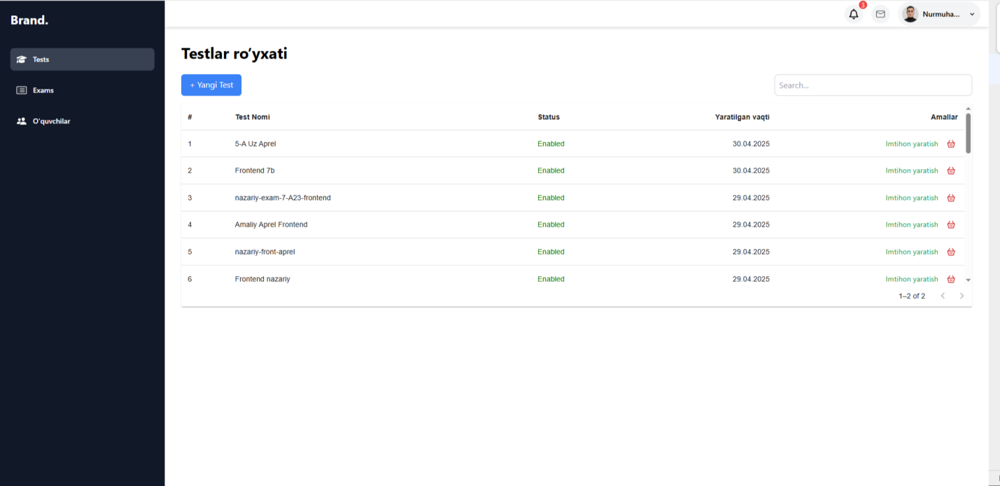 Brand.
3
Nurmuha...
Tests
Exams
O'quvchilar
Testlar ro’yxati
+ Yangi Test
Search...
# Test Nomi Status Yaratilgan vaqti Amallar
1 5-A Uz Aprel Enabled 30.04.2025 Imtihon yaratish
2 Frontend 7b Enabled 30.04.2025 Imtihon yaratish
3 nazariy-exam-7-A23-frontend Enabled 29.04.2025 Imtihon yaratish
4 Amaliy Aprel Frontend Enabled 29.04.2025 Imtihon yaratish
5 nazariy-front-aprel Enabled 29.04.2025 Imtihon yaratish
6 Frontend nazariy Enabled 29.04.2025 Imtihon yaratish
1–2 of 2